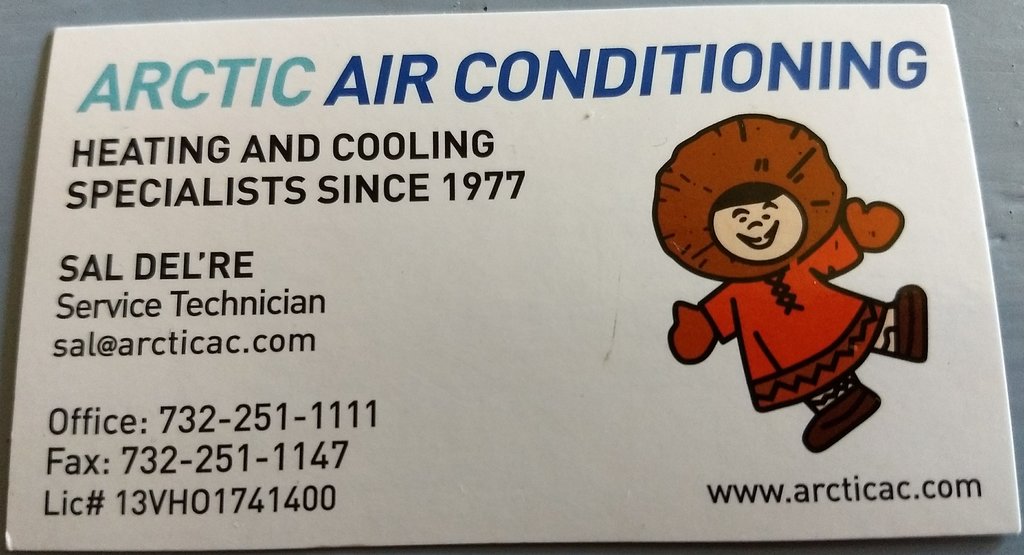 ARCTIC AIR CONDITIONING
HEATING AND COOLING
SPECIALISTS SINCE 1977
SAL DEL'RE
Service Technician
sal@arcticac.com
Office: 732-251-1111
Fax: 732-251-1147
Lic# 13VHO1741400
www.arcticac.com